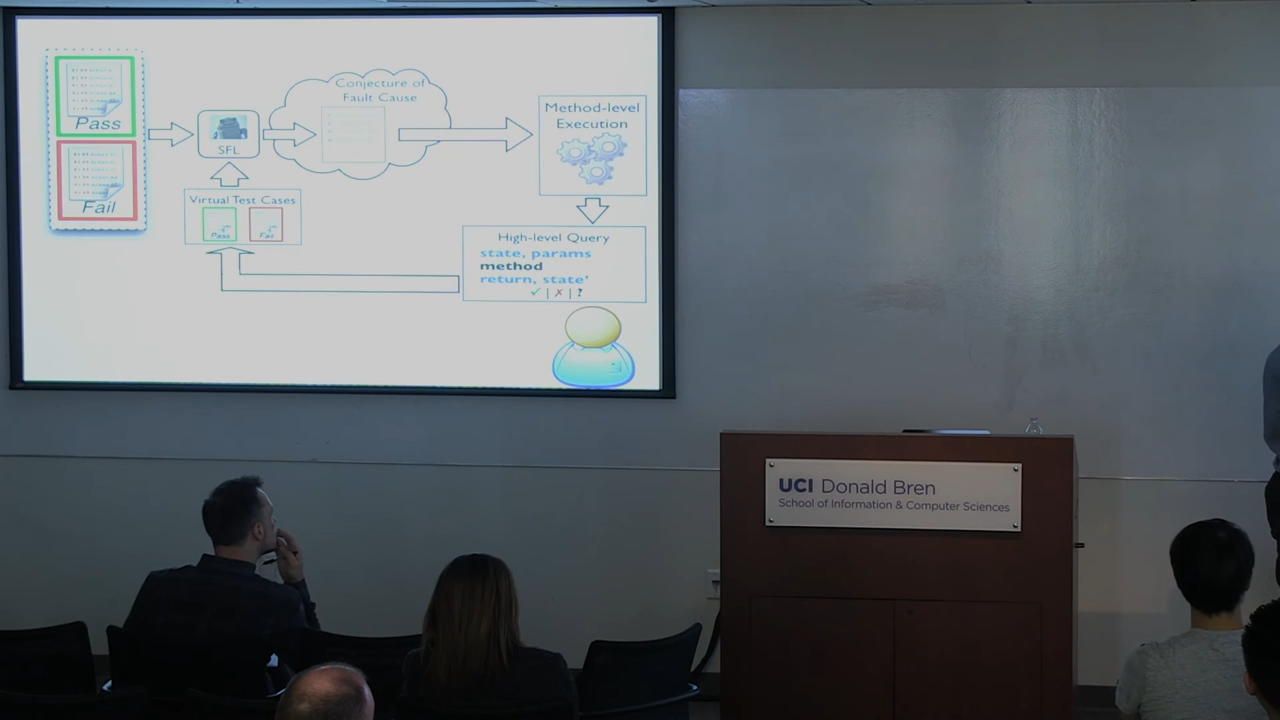 Pass
Fail
SFL
Conjecture of
Fault Cause
Method-level
Execution
Virtual Test Cases
Pass
Fail
High-level Query
state, params
method
return, state'
✓ | ✗ | ?
UCI Donald Bren
School of Information & Computer Sciences